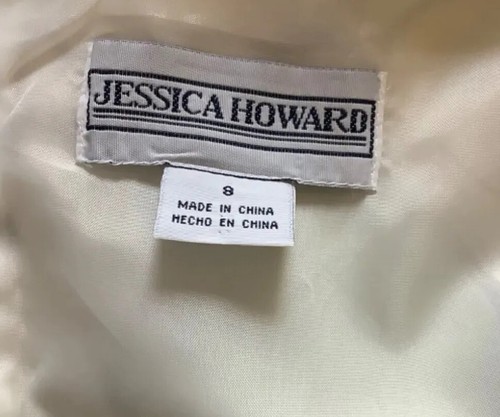 JESSICA HOWARD
8
MADE IN CHINA
HECHO EN CHINA